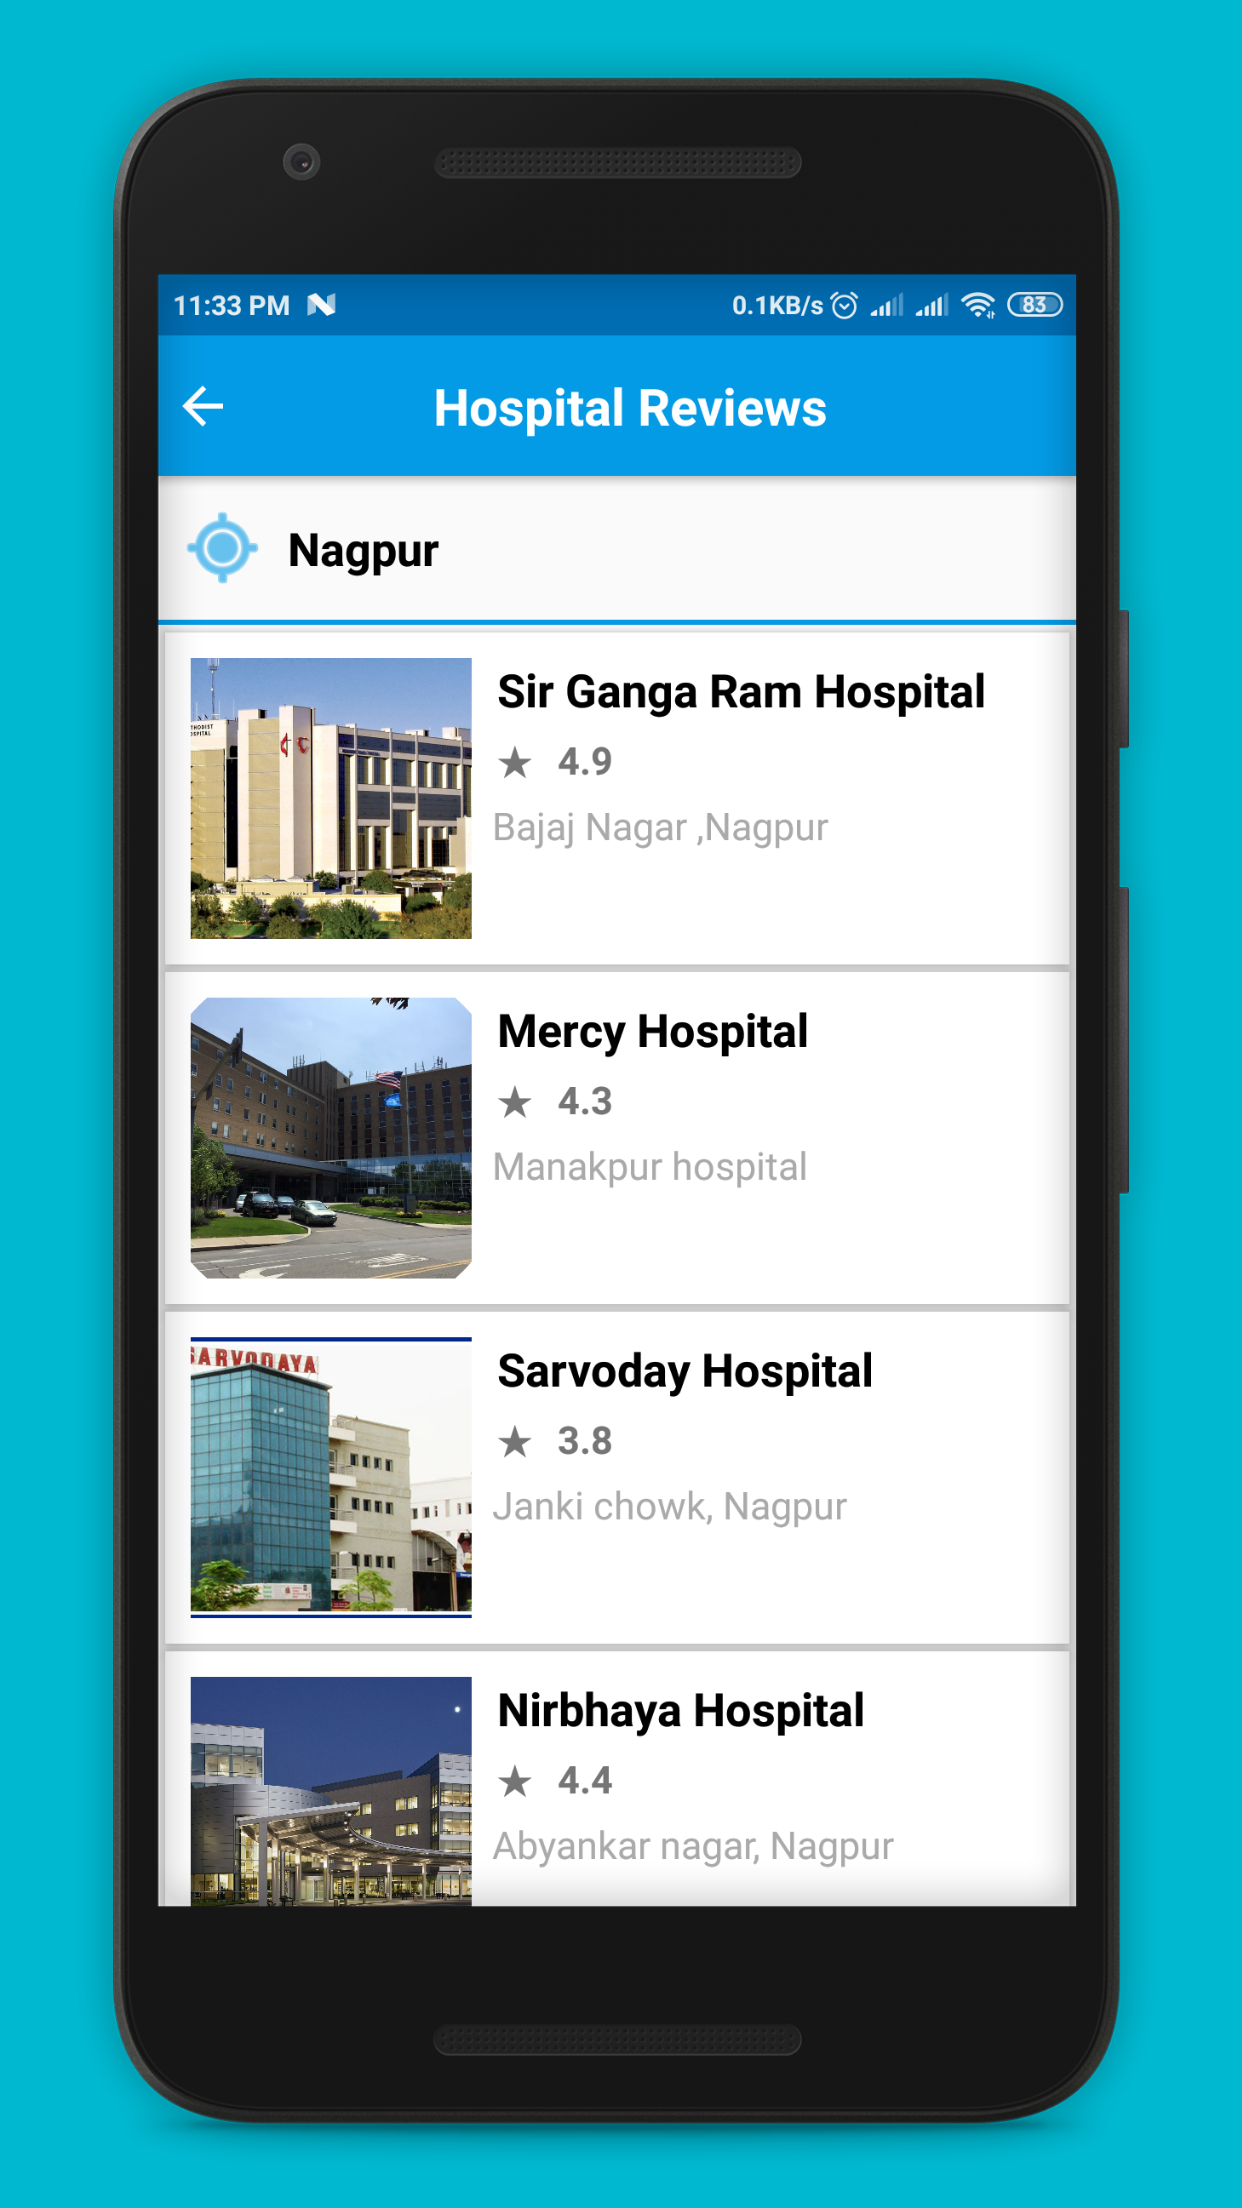 11:33 PM
0.1KB/s
83
Hospital Reviews
Nagpur
THODIST
Sir Ganga Ram Hospital
4.9
Bajaj Nagar ,Nagpur
Mercy Hospital
4.3
Manakpur hospital
SARVODAYA
Sarvoday Hospital
3.8
Janki chowk, Nagpur
Nirbhaya Hospital
4.4
Abyankar nagar, Nagpur